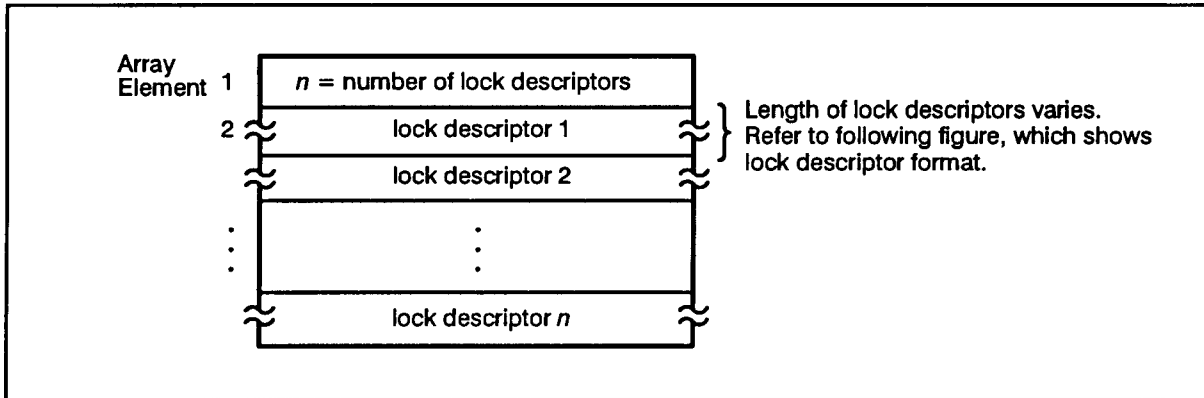 Array
Element 1
n = number of lock descriptors
2
lock descriptor 1
Length of lock descriptors varies.
Refer to following figure, which shows
lock descriptor format.
lock descriptor 2
lock descriptor n